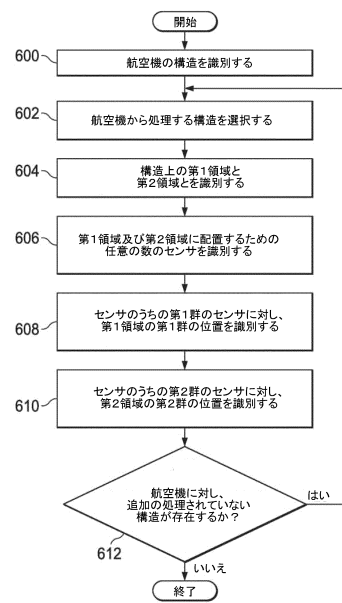 開始
600
航空機の構造を識別する
602
航空機から処理する構造を選択する
604
構造上の第1領域と
第2領域とを識別する
606
第1領域及び第2領域に配置するための
任意の数のセンサを識別する
608
センサのうちの第1群のセンサに対し、
第1領域の第1群の位置を識別する
610
センサのうちの第2群のセンサに対し、
第2領域の第2群の位置を識別する
航空機に対し、
追加の処理されていない
構造が存在するか?
はい
612
いいえ
終了